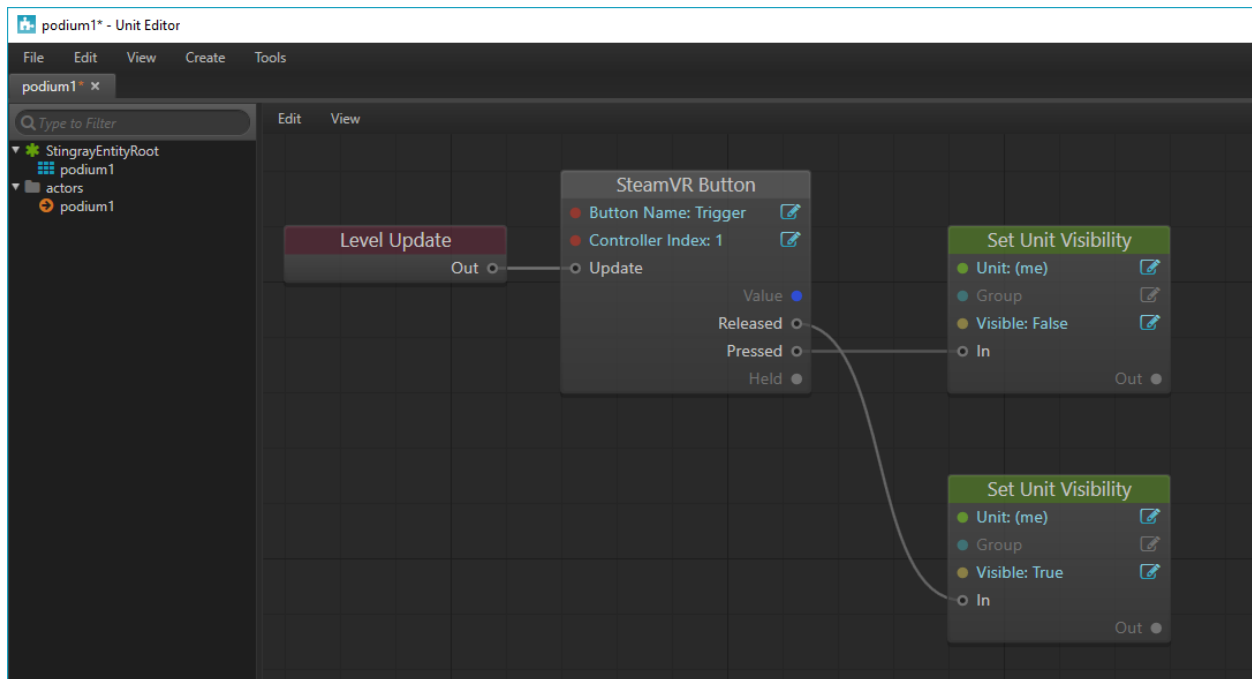 podium1* - Unit Editor
File Edit View Create Tools
podium1* ×
Type to Filter
StingrayEntityRoot
podium1
actors
podium1
Edit View
Level Update
Out
SteamVR Button
Button Name: Trigger
Controller Index: 1
Update
Value
Released
Pressed
Held
Set Unit Visibility
Unit: (me)
Group
Visible: False
In
Out
Set Unit Visibility
Unit: (me)
Group
Visible: True
In
Out